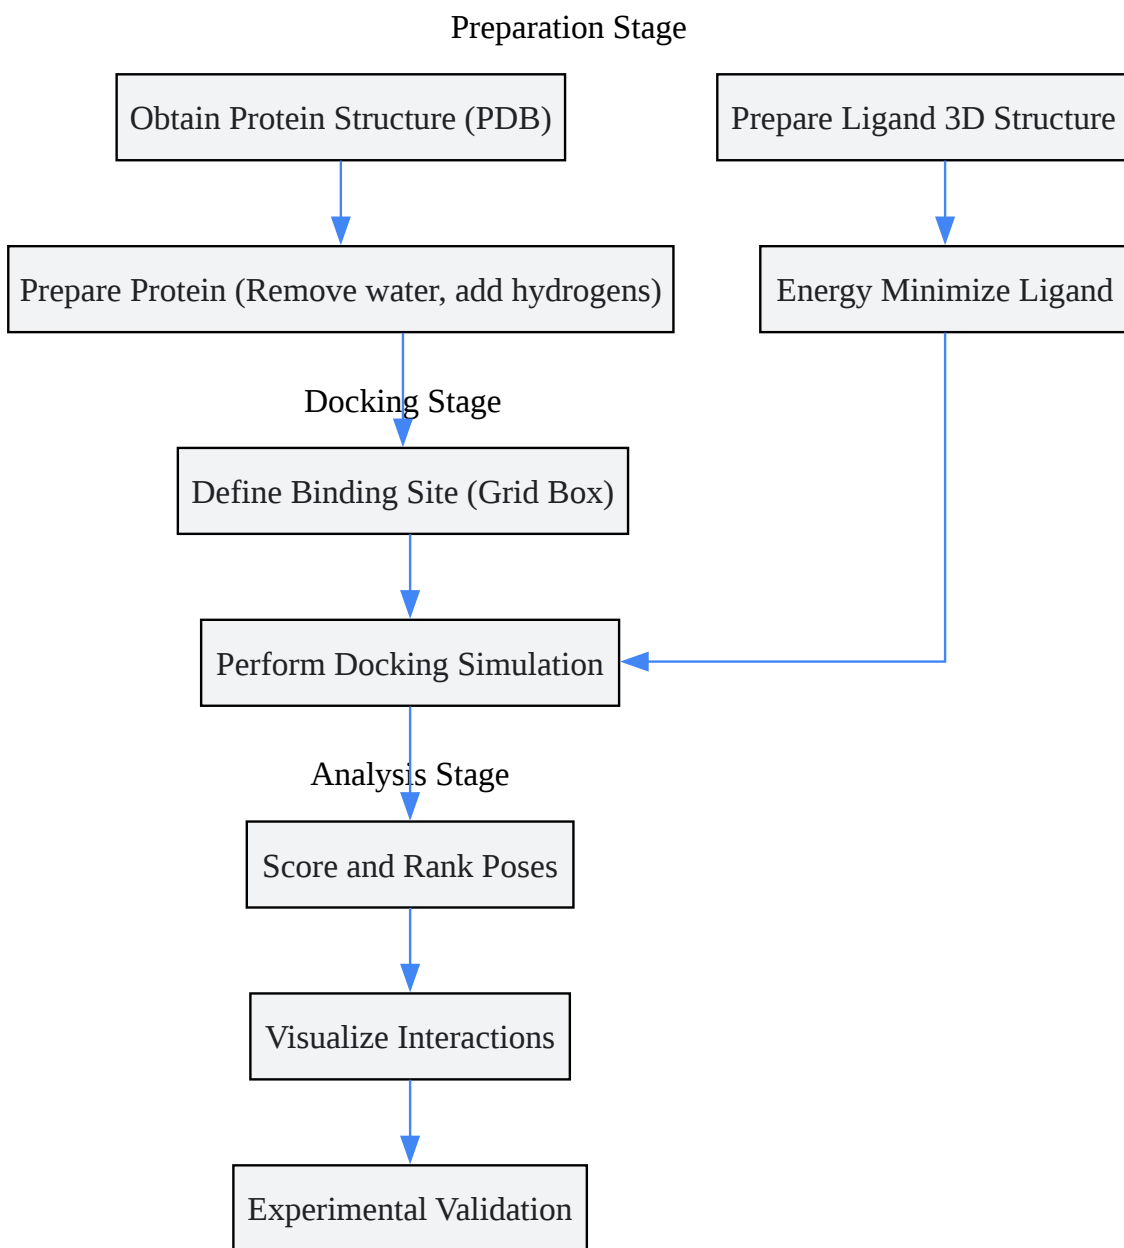 Preparation Stage
Obtain Protein Structure (PDB)
Prepare Ligand 3D Structure
Prepare Protein (Remove water, add hydrogens)
Energy Minimize Ligand
Docking Stage
Define Binding Site (Grid Box)
Perform Docking Simulation
Analysis Stage
Score and Rank Poses
Visualize Interactions
Experimental Validation